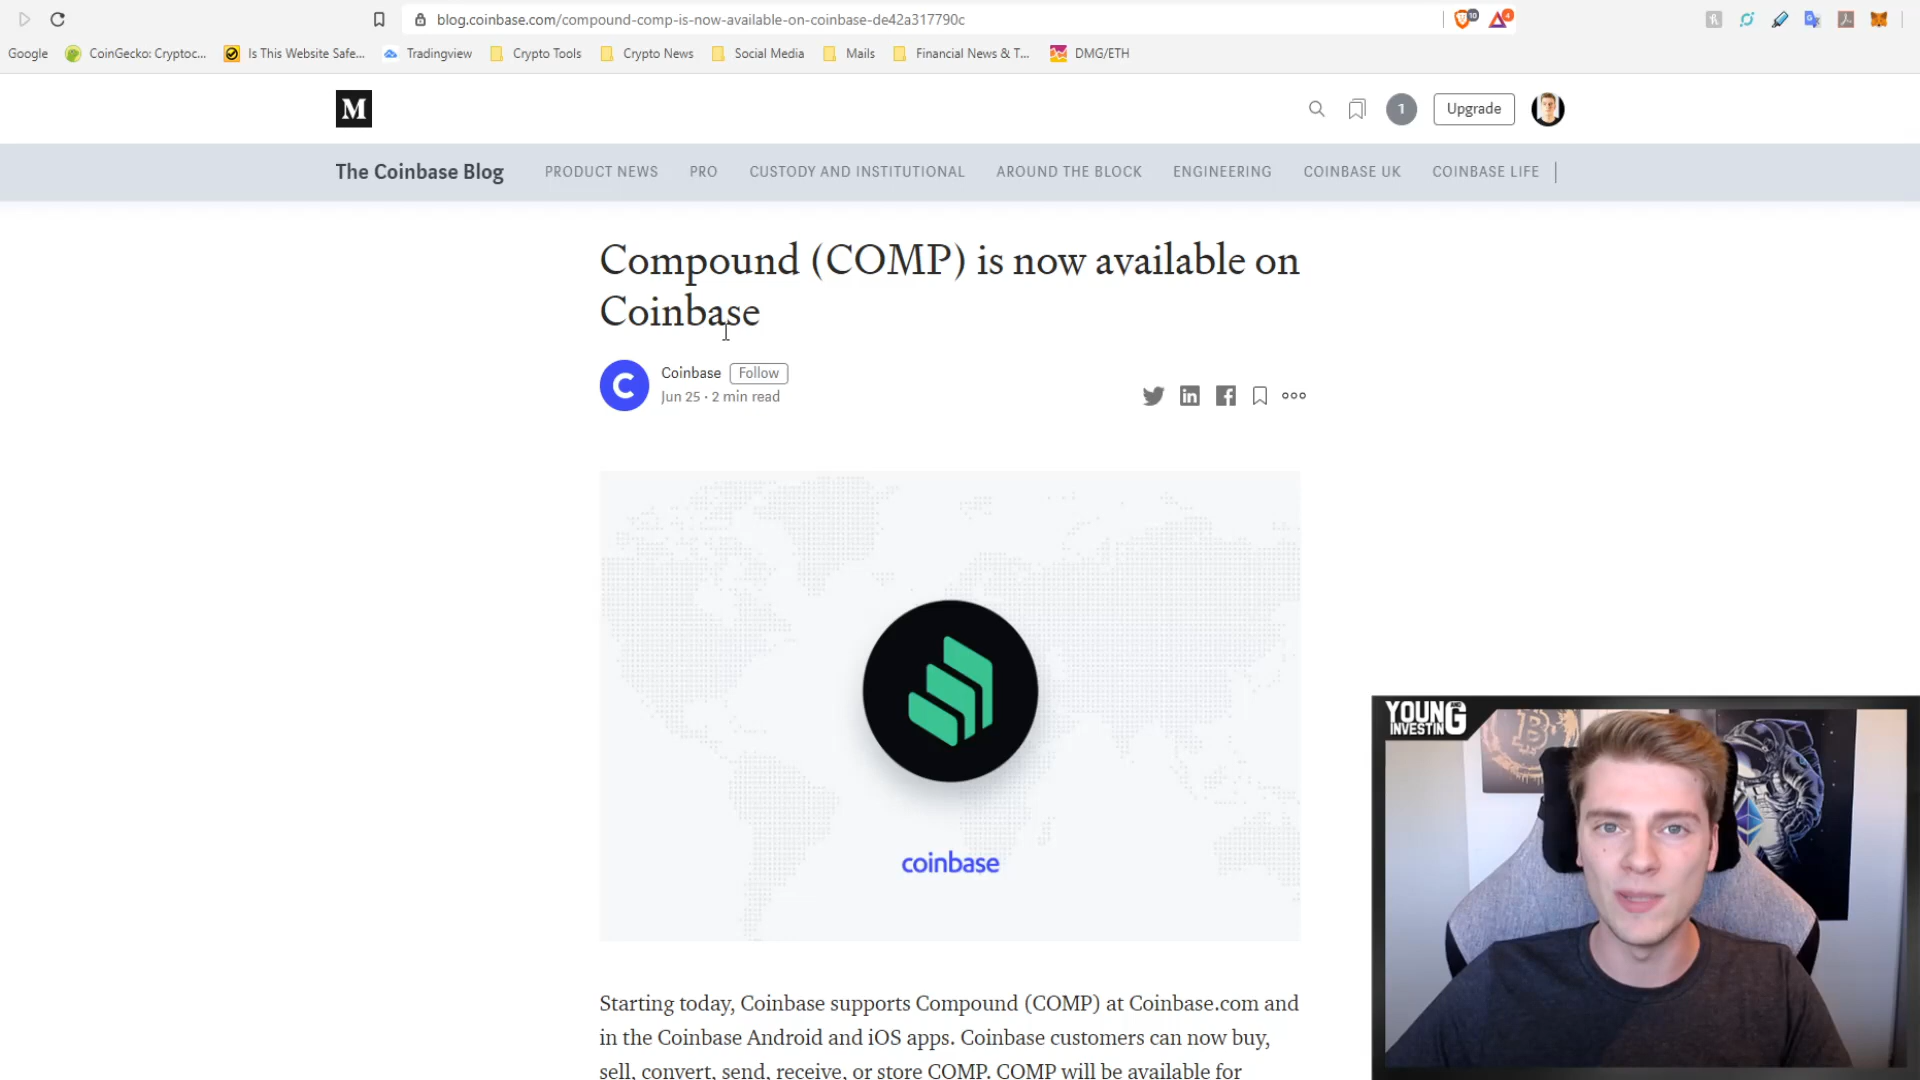 blog.coinbase.com/compound-comp-is-now-available-on-coinbase-de42a317790c
10
4
Google
CoinGecko: Cryptoc...
Is This Website Safe...
Tradingview
Crypto Tools
Crypto News
Social Media
Mails
Financial News & T...
DMG/ETH
M
1
Upgrade
The Coinbase Blog
PRODUCT NEWS
PRO
CUSTODY AND INSTITUTIONAL
AROUND THE BLOCK
ENGINEERING
COINBASE UK
COINBASE LIFE
Compound (COMP) is now available on
Coinbase
C
Coinbase
Follow
Jun 25 · 2 min read
coinbase
YOUNG AND
INVESTING
Starting today, Coinbase supports Compound (COMP) at Coinbase.com and
in the Coinbase Android and iOS apps. Coinbase customers can now buy,
sell, convert, send, receive, or store COMP. COMP will be available for